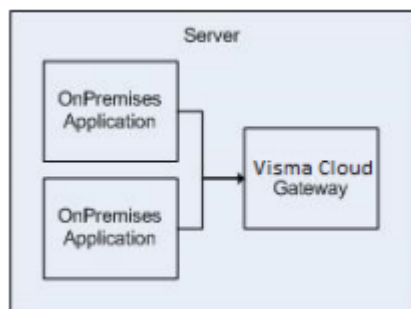 Server
OnPremises
Application
Visma Cloud
Gateway
OnPremises
Application